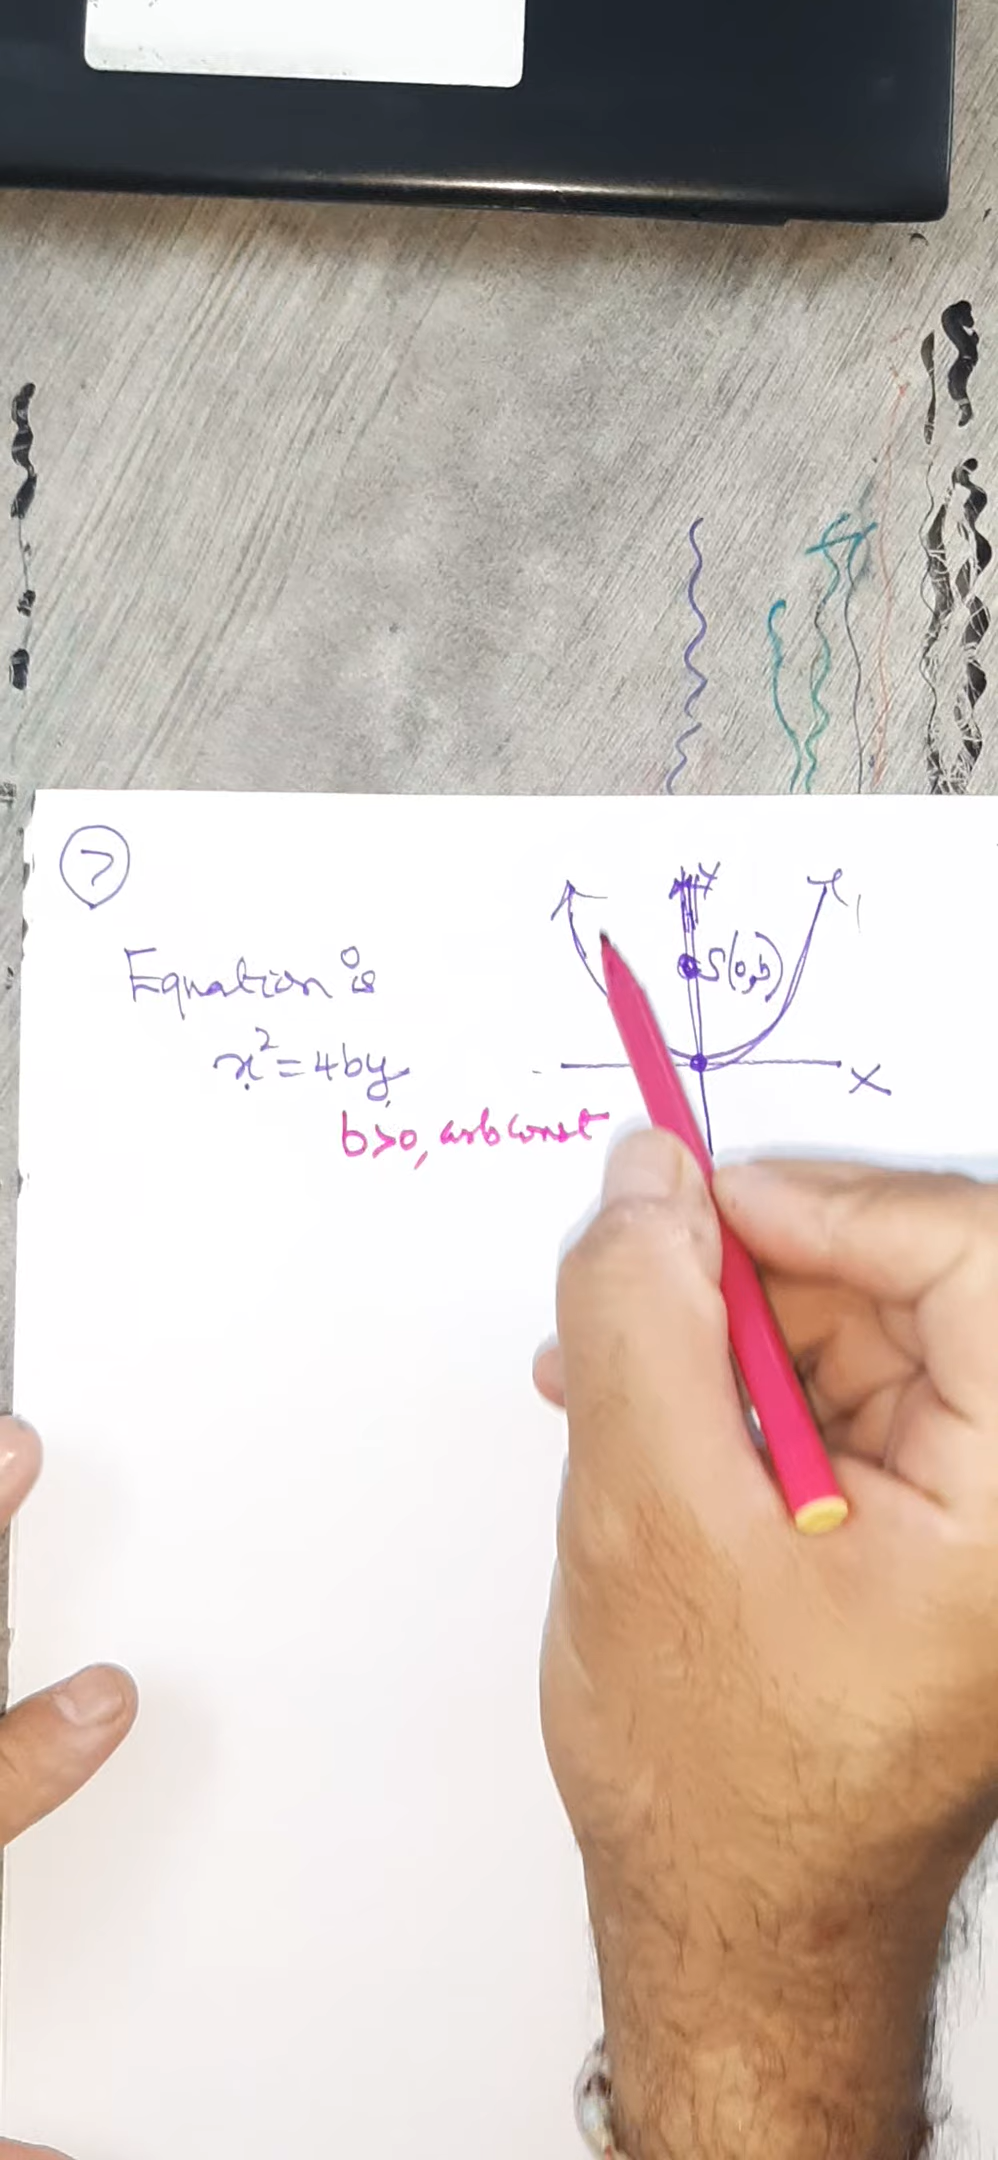 7
Y
S(0,b)
Equation is
x² = 4by
X
b>0, arb const